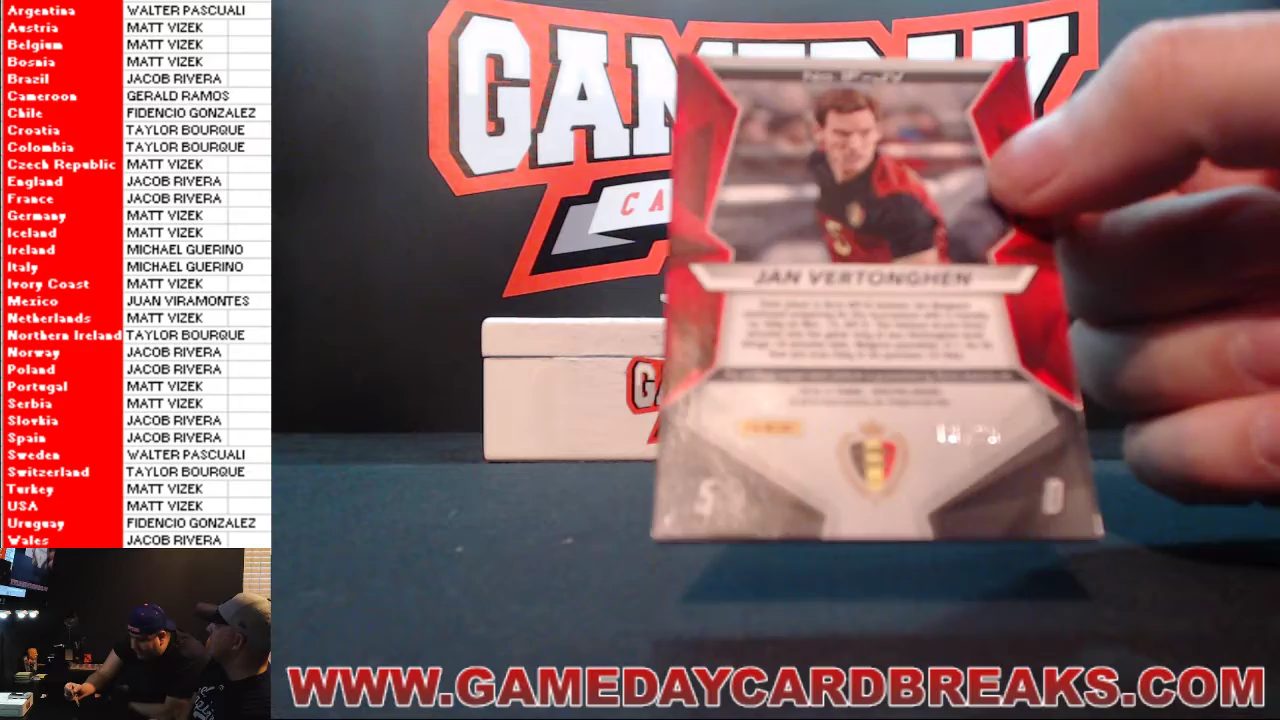 Argentina WALTER PASCUALI
Austria MATT VIZEK
Belgium MATT VIZEK
Bosnia MATT VIZEK
Brazil JACOB RIVERA
Cameroon GERALD RAMOS
Chile FIDENCIO GONZALEZ
Croatia TAYLOR BOURQUE
Colombia TAYLOR BOURQUE
Czech Republic MATT VIZEK
England JACOB RIVERA
France JACOB RIVERA
Germany MATT VIZEK
Iceland MATT VIZEK
Ireland MICHAEL GUERINO
Italy MICHAEL GUERINO
Ivory Coast MATT VIZEK
Mexico JUAN VIRAMONTES
Netherlands MATT VIZEK
Northern Ireland TAYLOR BOURQUE
Norway JACOB RIVERA
Poland JACOB RIVERA
Portugal MATT VIZEK
Serbia MATT VIZEK
Slovkia JACOB RIVERA
Spain JACOB RIVERA
Sweden WALTER PASCUALI
Switzerland TAYLOR BOURQUE
Turkey MATT VIZEK
USA MATT VIZEK
Uruguay FIDENCIO GONZALEZ
Wales JACOB RIVERA
GAMEDAY
CA
JAN VERTONGHEN
5
WWW.GAMEDAYCARDBREAKS.COM